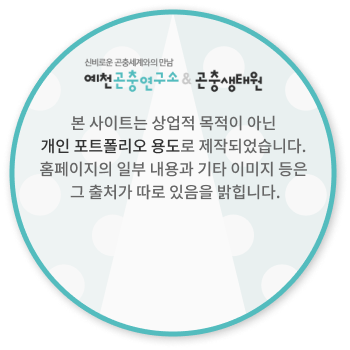 신비로운 곤충세계와의 만남
예천곤충연구소 & 곤충생태원
본 사이트는 상업적 목적이 아닌
개인 포트폴리오 용도로 제작되었습니다.
홈페이지의 일부 내용과 기타 이미지 등은
그 출처가 따로 있음을 밝힙니다.